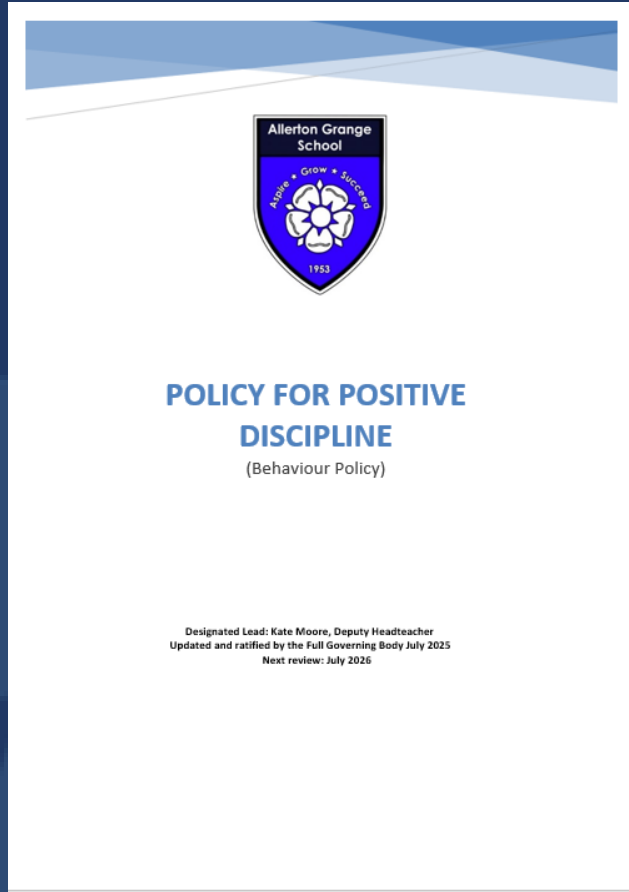 Allerton Grange
School
Aspire * Grow * Succeed
1953
POLICY FOR POSITIVE
DISCIPLINE
(Behaviour Policy)
Designated Lead: Kate Moore, Deputy Headteacher
Updated and ratified by the Full Governing Body July 2025
Next review: July 2026